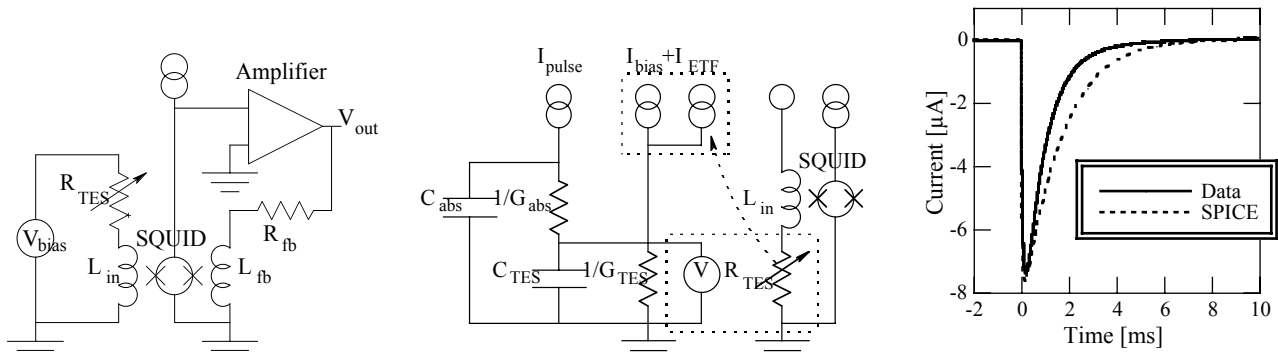 Amplifier
V_out
R_TES
V_bias
SQUID
L_in
L_fb
R_fb
I_pulse
I_bias+I_ETF
SQUID
C_abs
1/G_abs
L_in
C_TES
1/G_TES
V
R_TES
0
-2
-4
-6
-8
Current [µA]
Data
SPICE
-2 0 2 4 6 8 10
Time [ms]